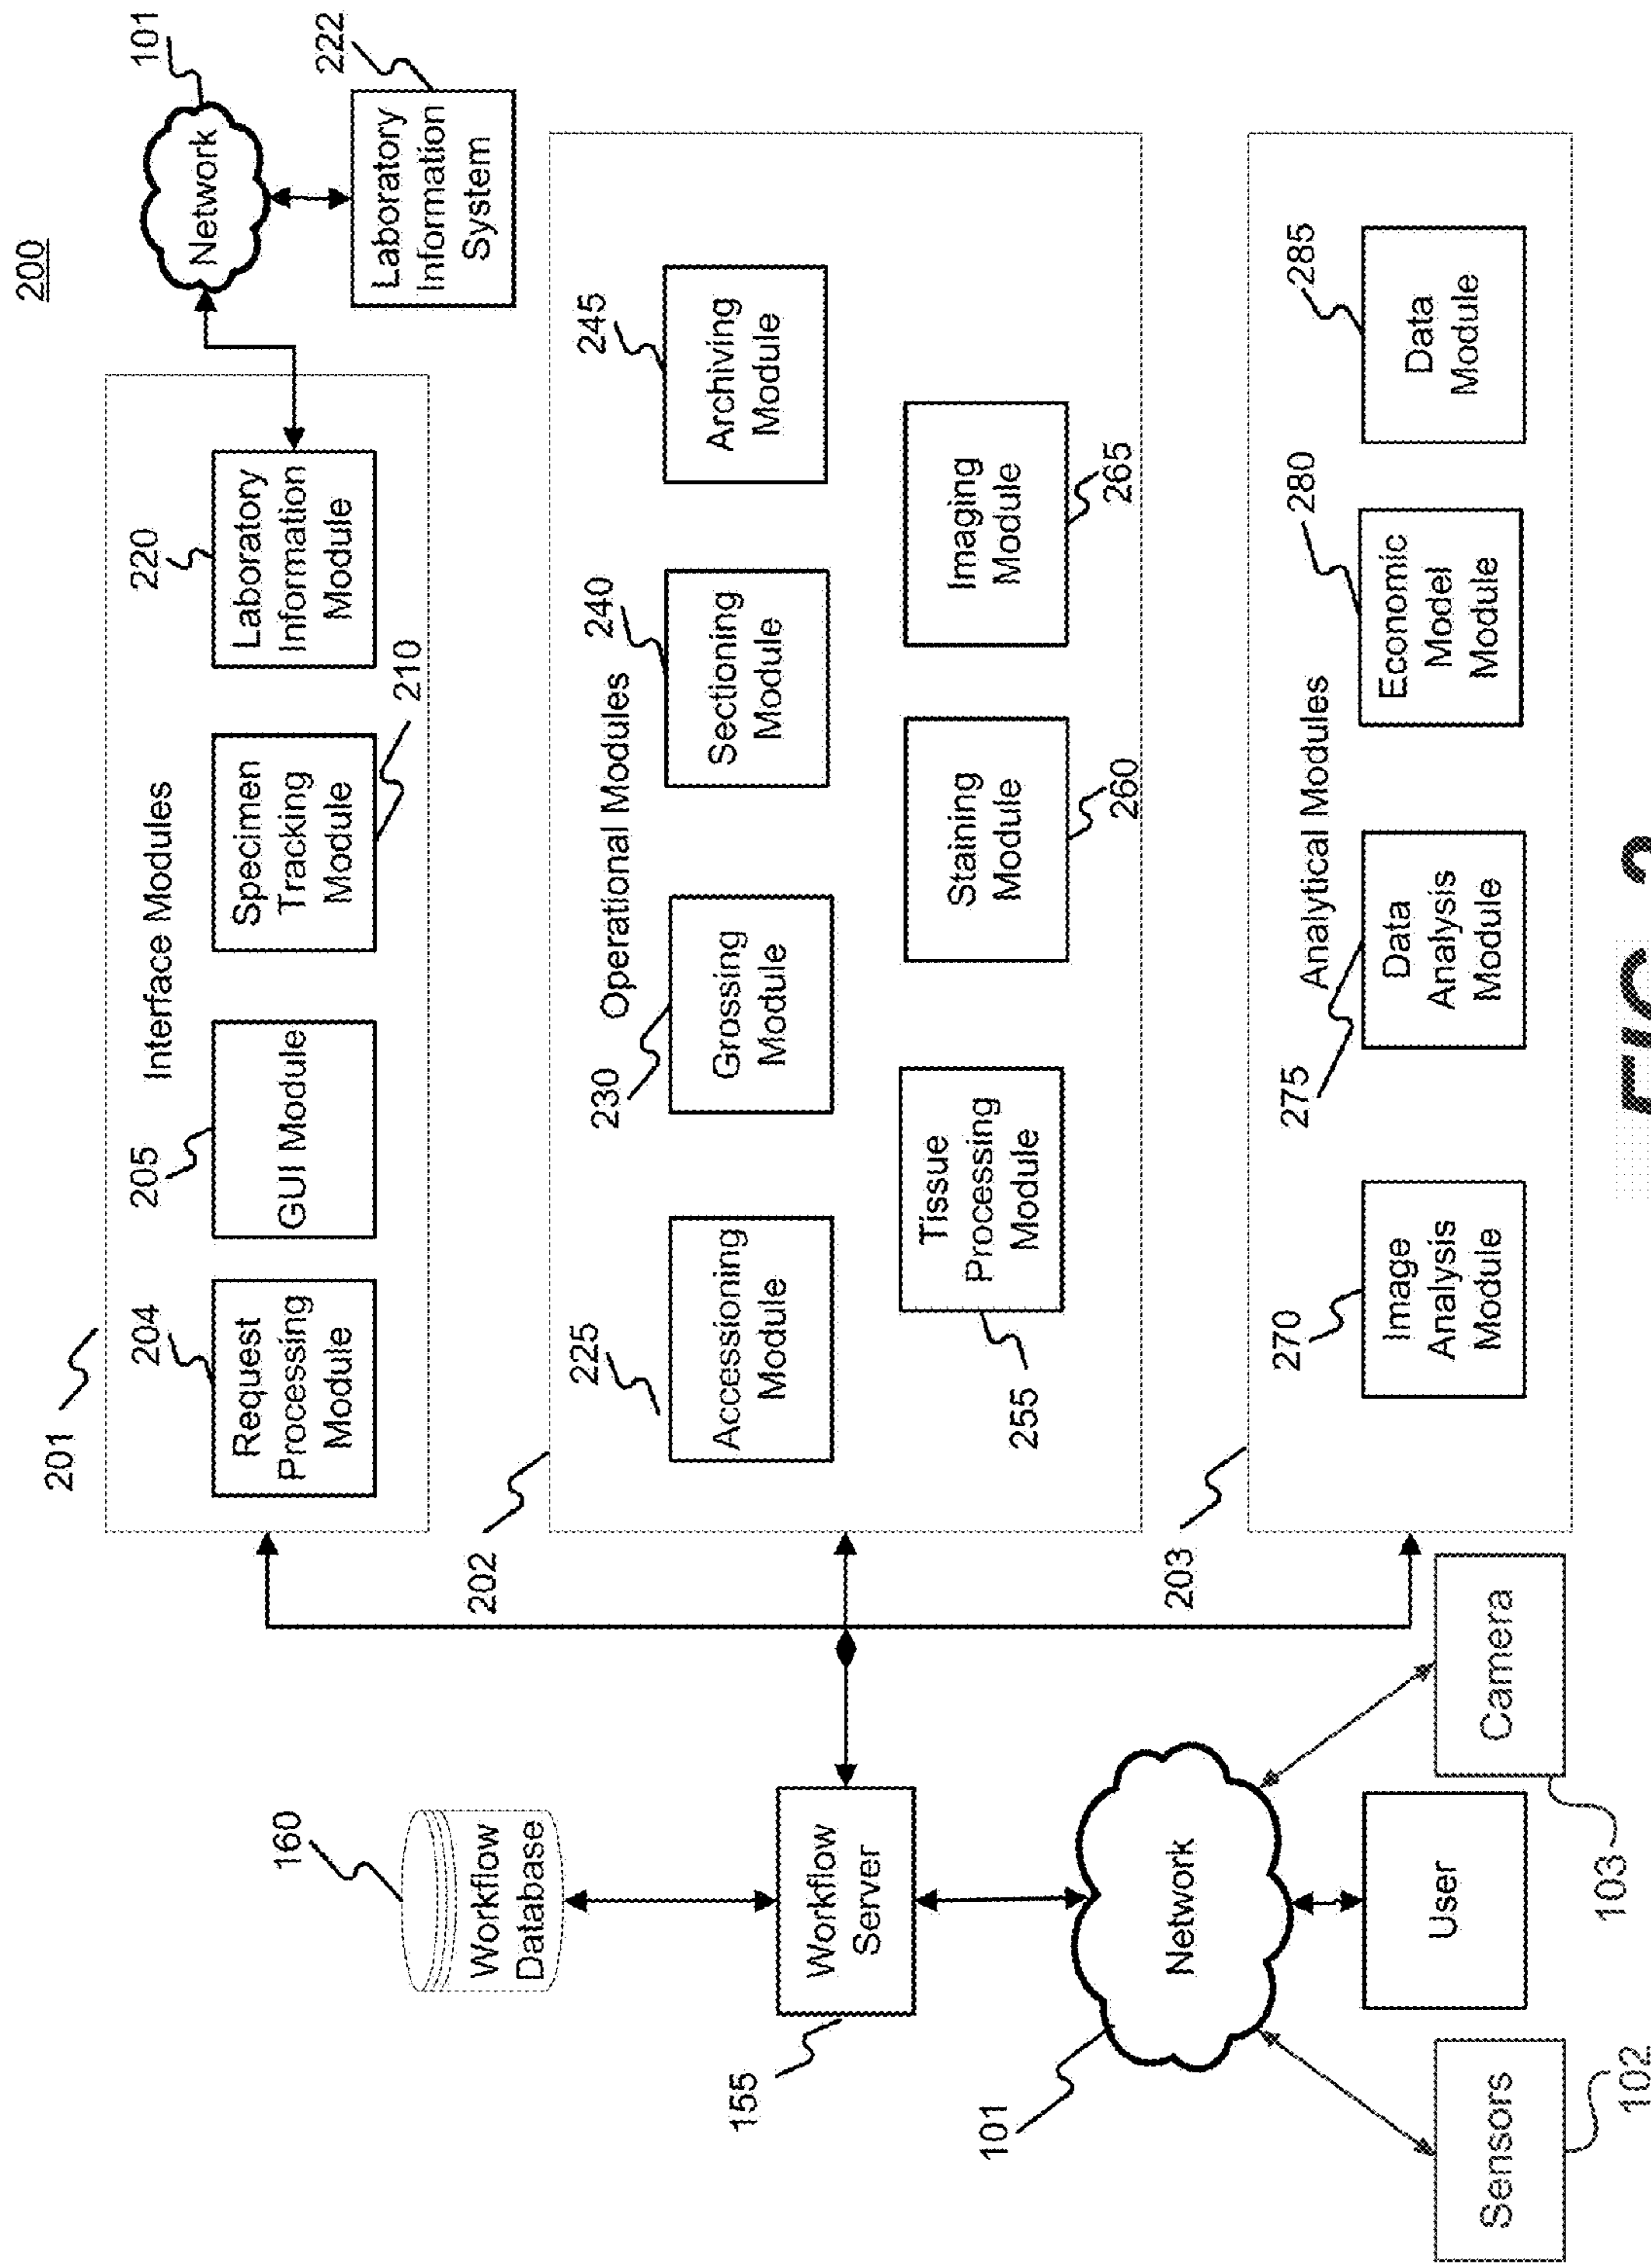 200
201
Interface Modules
204
Request
Processing
Module
205
GUI Module
Specimen
Tracking
Module
210
220
Laboratory
Information
Module
Network
101
Laboratory
Information
System
222
202
Operational Modules
225
Accessioning
Module
230
Grossing
Module
240
Sectioning
Module
245
Archiving
Module
Tissue
Processing
Module
255
Staining
Module
260
Imaging
Module
265
203
Analytical Modules
270
Image
Analysis
Module
275
Data
Analysis
Module
280
Economic
Model
Module
285
Data
Module
160
Workflow
Database
Workflow
Server
155
Network
101
Sensors
102
User
Camera
103